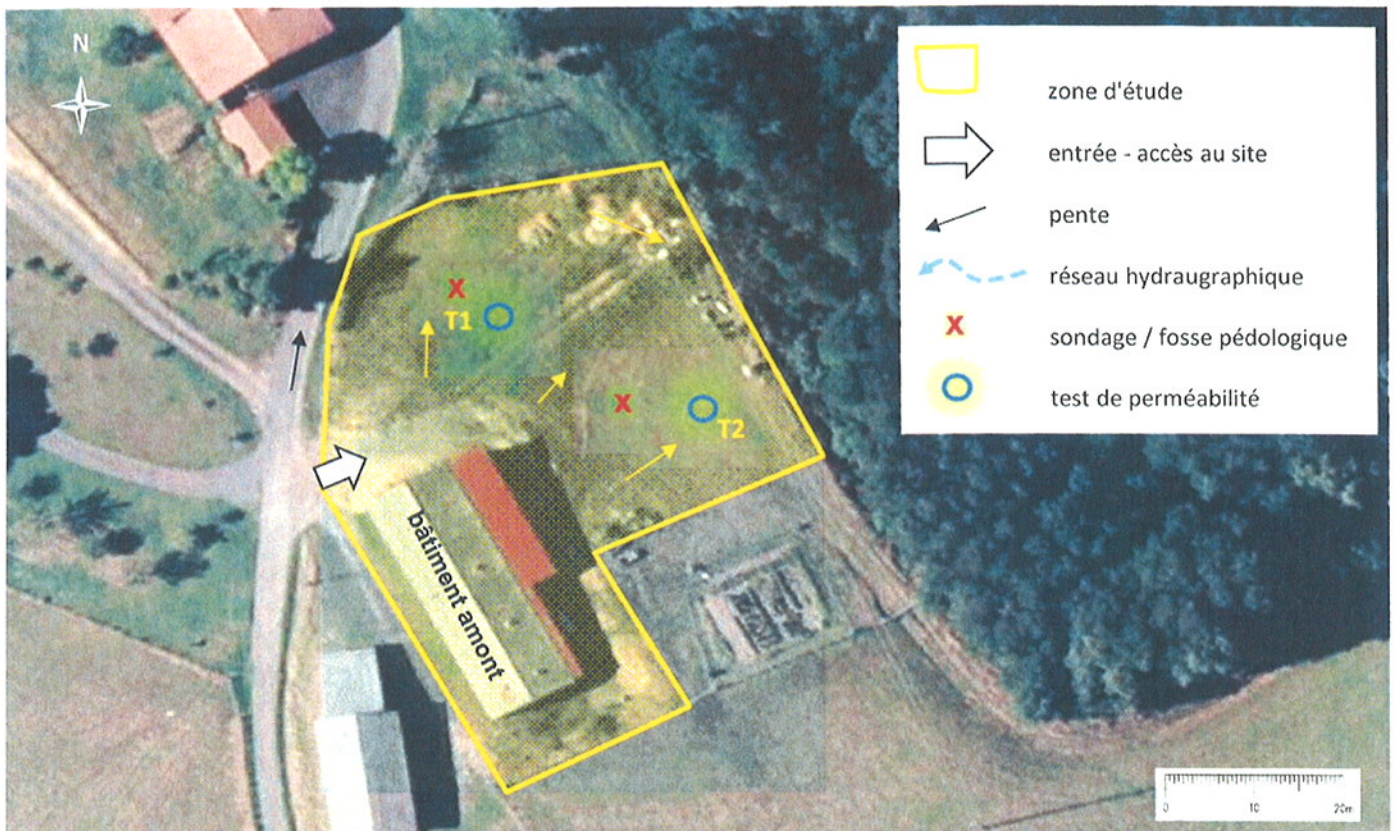 N
zone d'étude
entrée - accès au site
pente
réseau hydraugraphique
X sondage / fosse pédologique
test de perméabilité
X
T1
X
T2
bâtiment amont
0 10 20m